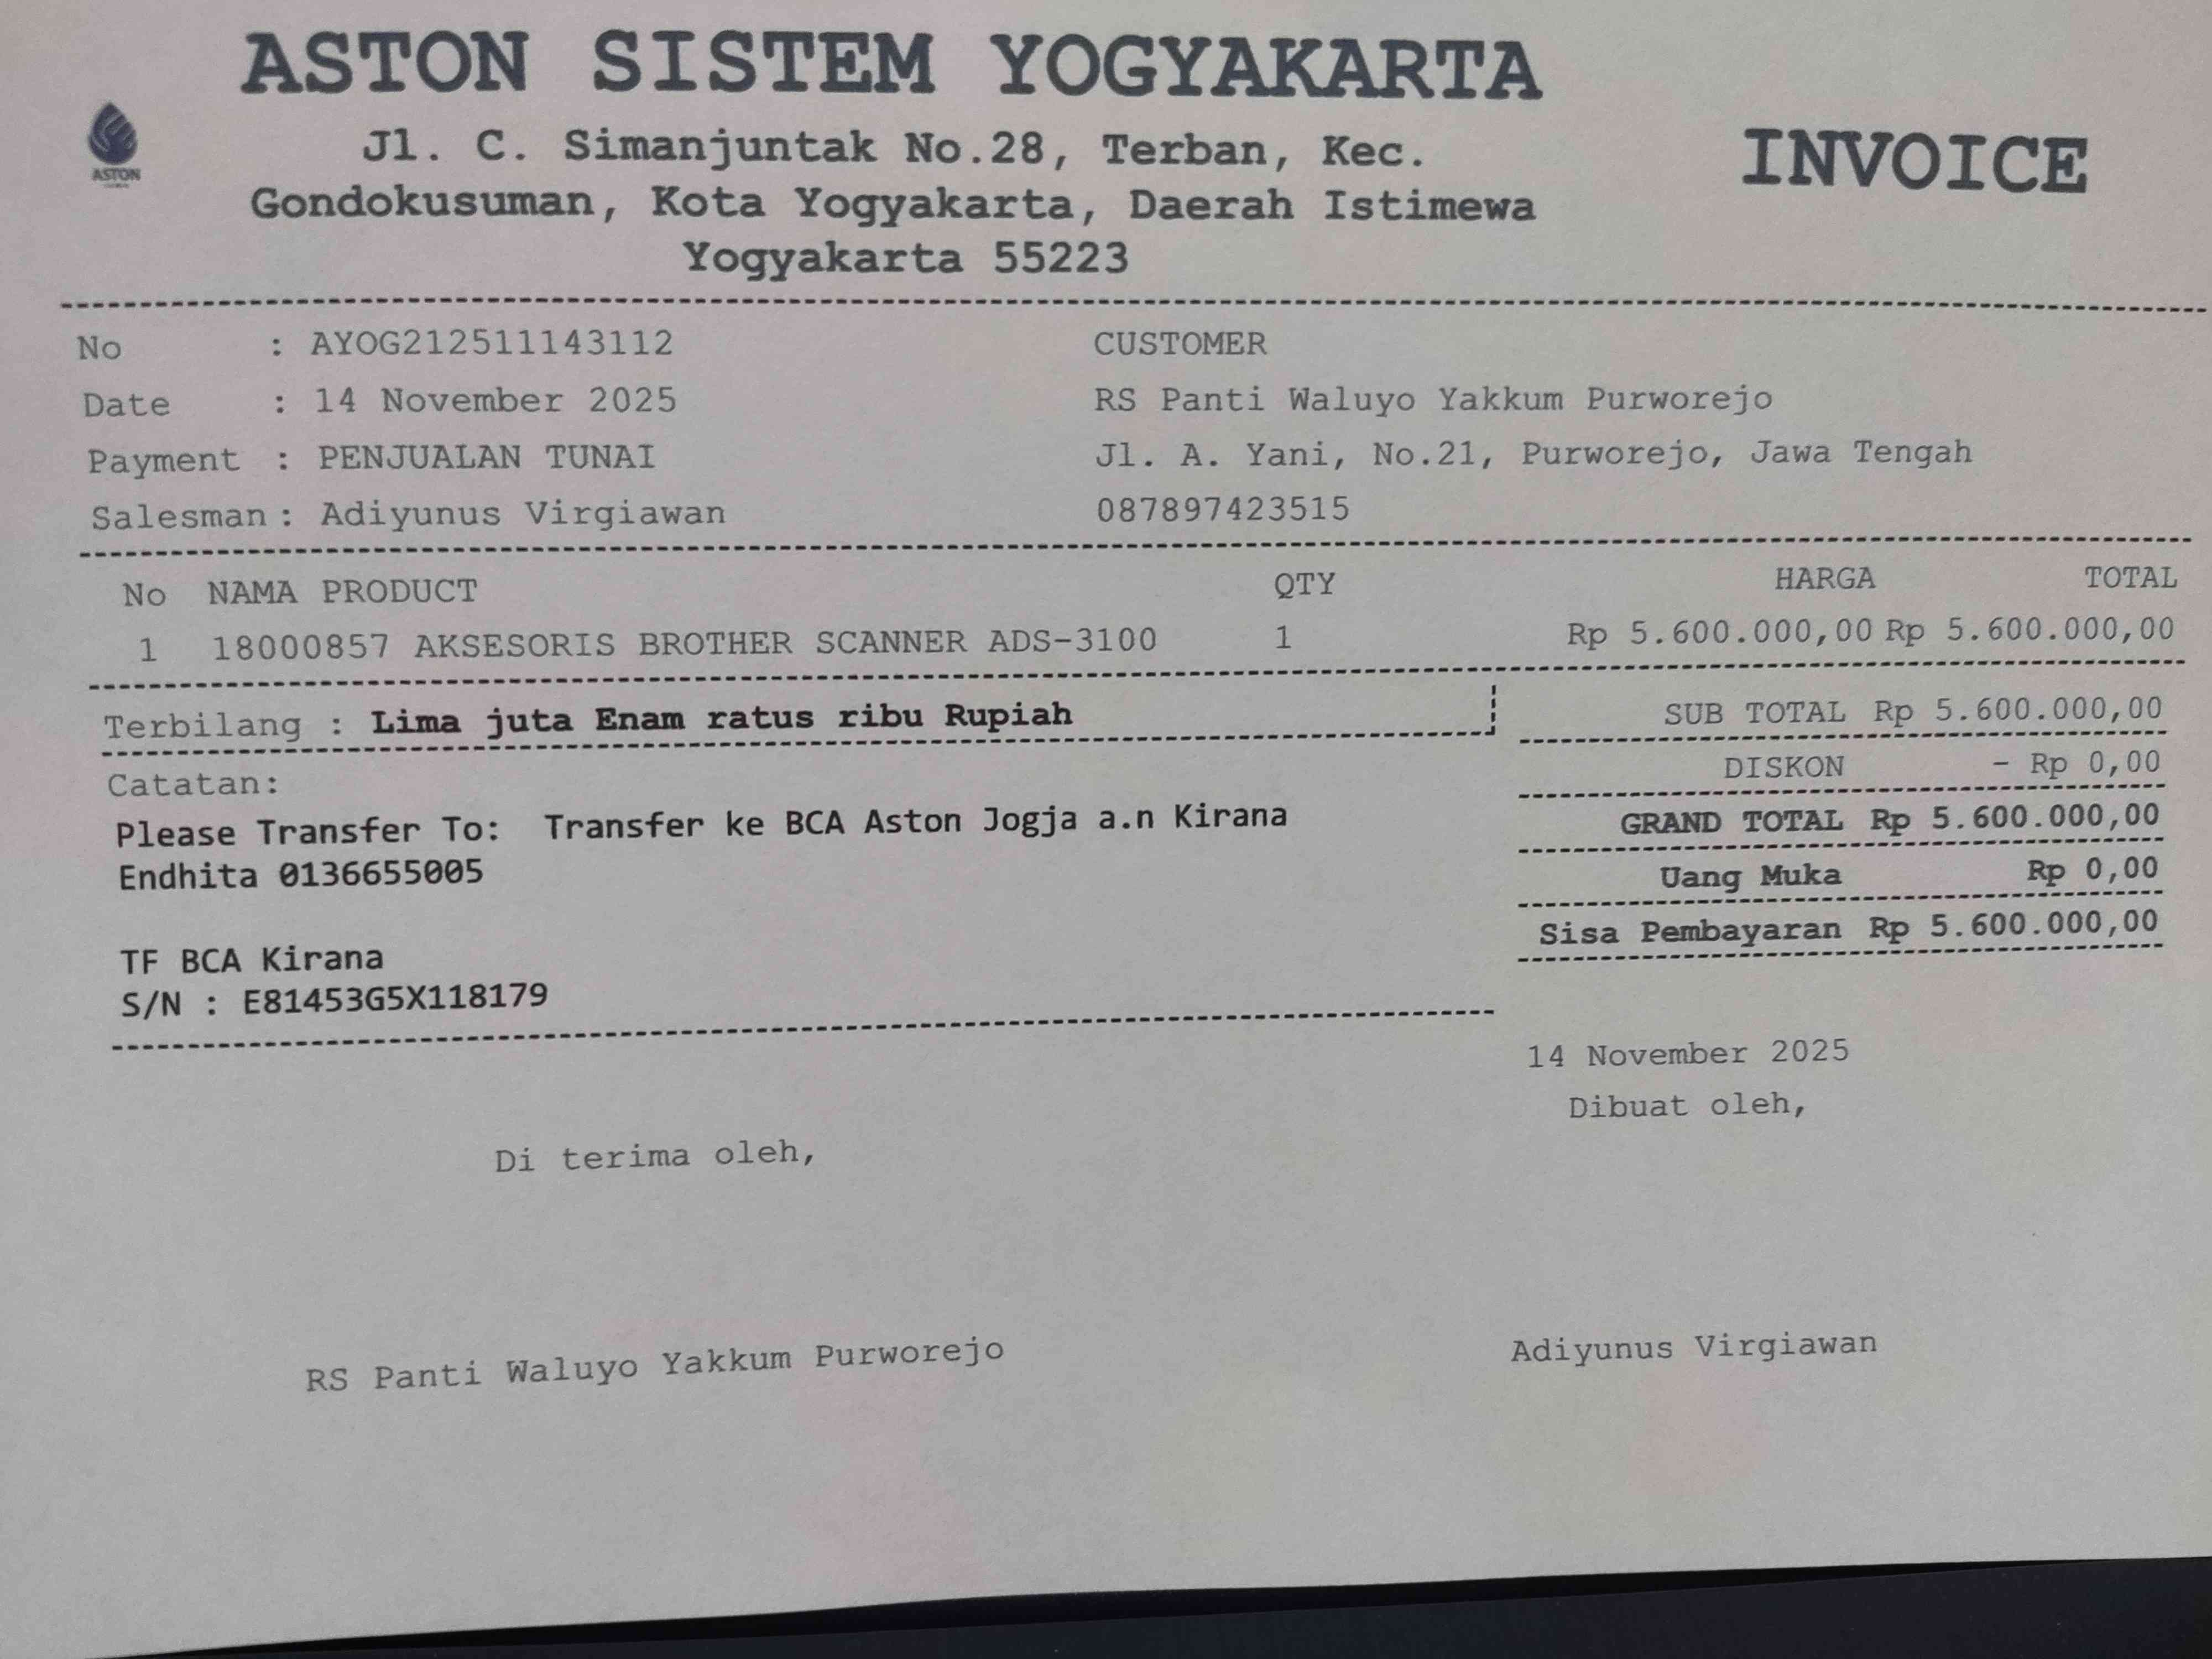 ASTON SISTEM YOGYAKARTA
ASTON
Jl. C. Simanjuntak No.28, Terban, Kec.
Gondokusuman, Kota Yogyakarta, Daerah Istimewa
Yogyakarta 55223
INVOICE
No : AYOG212511143112
Date : 14 November 2025
Payment : PENJUALAN TUNAI
Salesman : Adiyunus Virgiawan
CUSTOMER
RS Panti Waluyo Yakkum Purworejo
Jl. A. Yani, No.21, Purworejo, Jawa Tengah
087897423515
No NAMA PRODUCT QTY HARGA TOTAL
1 18000857 AKSESORIS BROTHER SCANNER ADS-3100 1 Rp 5.600.000,00 Rp 5.600.000,00
Terbilang : Lima juta Enam ratus ribu Rupiah
Catatan:
Please Transfer To: Transfer ke BCA Aston Jogja a.n Kirana
Endhita 0136655005
TF BCA Kirana
S/N : E81453G5X118179
SUB TOTAL Rp 5.600.000,00
DISKON - Rp 0,00
GRAND TOTAL Rp 5.600.000,00
Uang Muka Rp 0,00
Sisa Pembayaran Rp 5.600.000,00
14 November 2025
Dibuat oleh,
Di terima oleh,
RS Panti Waluyo Yakkum Purworejo
Adiyunus Virgiawan